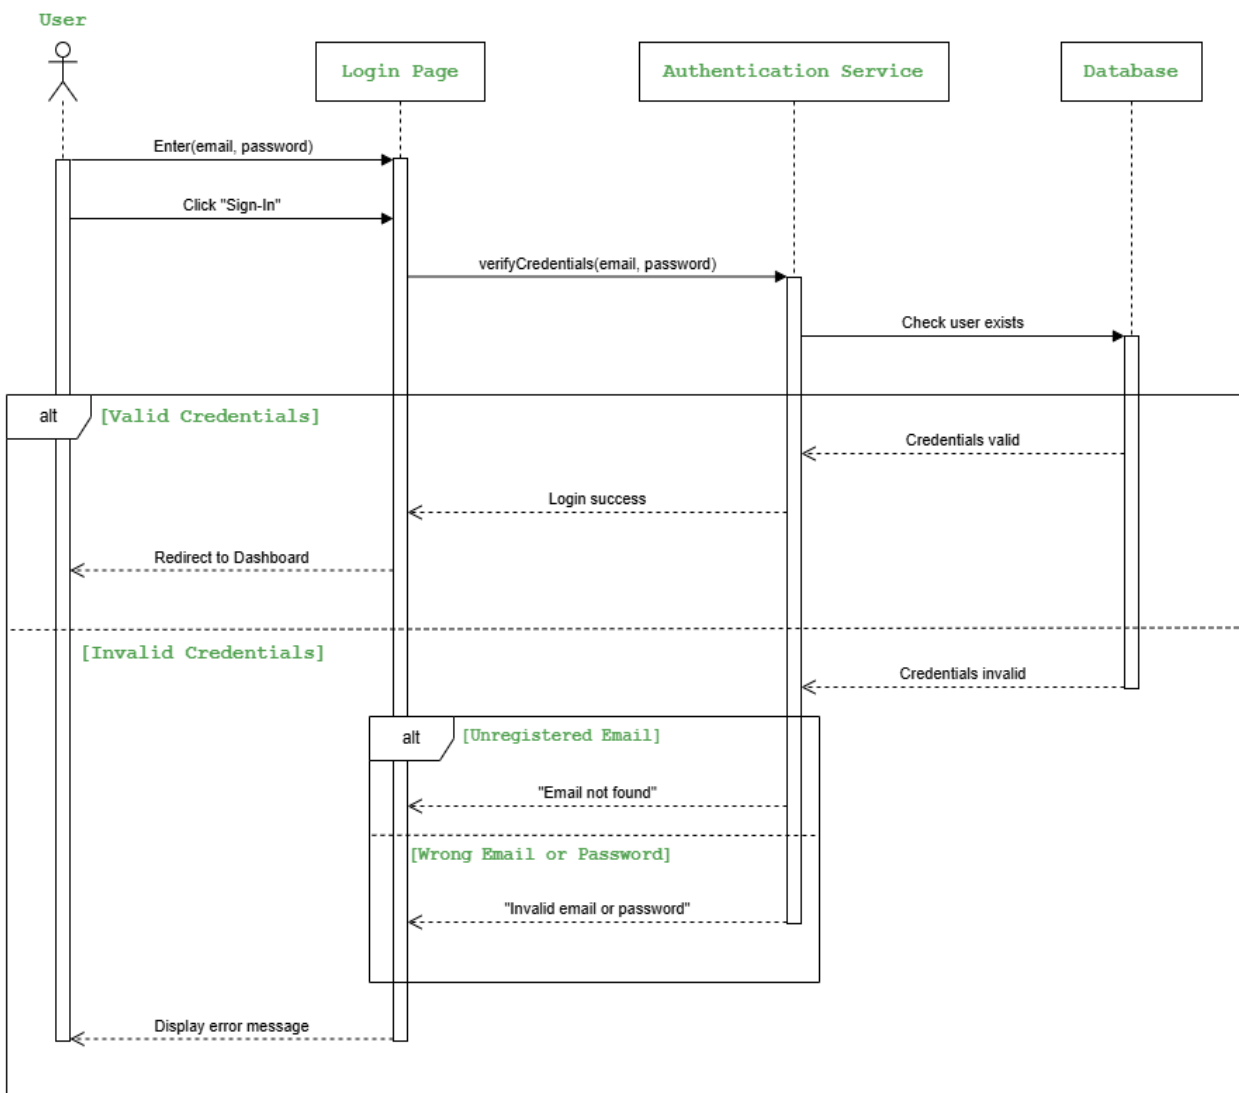 User
Login Page
Authentication Service
Database
Enter(email, password)
Click "Sign-In"
verifyCredentials(email, password)
Check user exists
alt
[Valid Credentials]
Credentials valid
Login success
Redirect to Dashboard
[Invalid Credentials]
Credentials invalid
alt
[Unregistered Email]
"Email not found"
[Wrong Email or Password]
"Invalid email or password"
Display error message